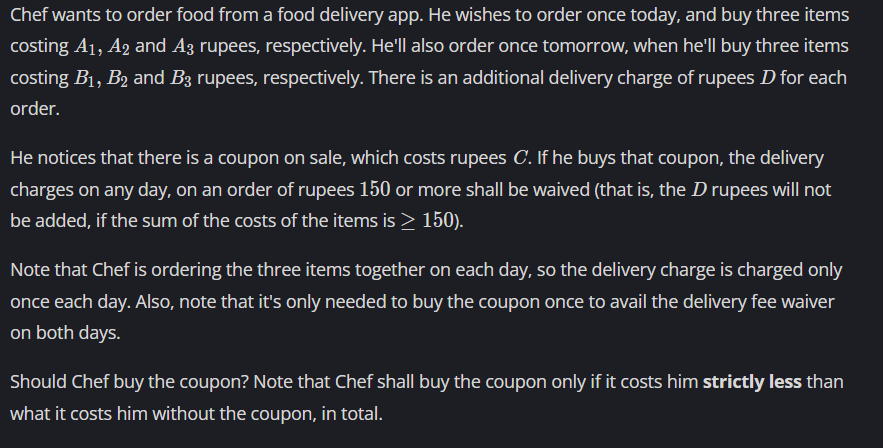 Chef wants to order food from a food delivery app. He wishes to order once today, and buy three items
costing A₁, A₂ and A₃ rupees, respectively. He'll also order once tomorrow, when he'll buy three items
costing B₁, B₂ and B₃ rupees, respectively. There is an additional delivery charge of rupees D for each
order.
He notices that there is a coupon on sale, which costs rupees C. If he buys that coupon, the delivery
charges on any day, on an order of rupees 150 or more shall be waived (that is, the D rupees will not
be added, if the sum of the costs of the items is ≥ 150).
Note that Chef is ordering the three items together on each day, so the delivery charge is charged only
once each day. Also, note that it's only needed to buy the coupon once to avail the delivery fee waiver
on both days.
Should Chef buy the coupon? Note that Chef shall buy the coupon only if it costs him strictly less than
what it costs him without the coupon, in total.